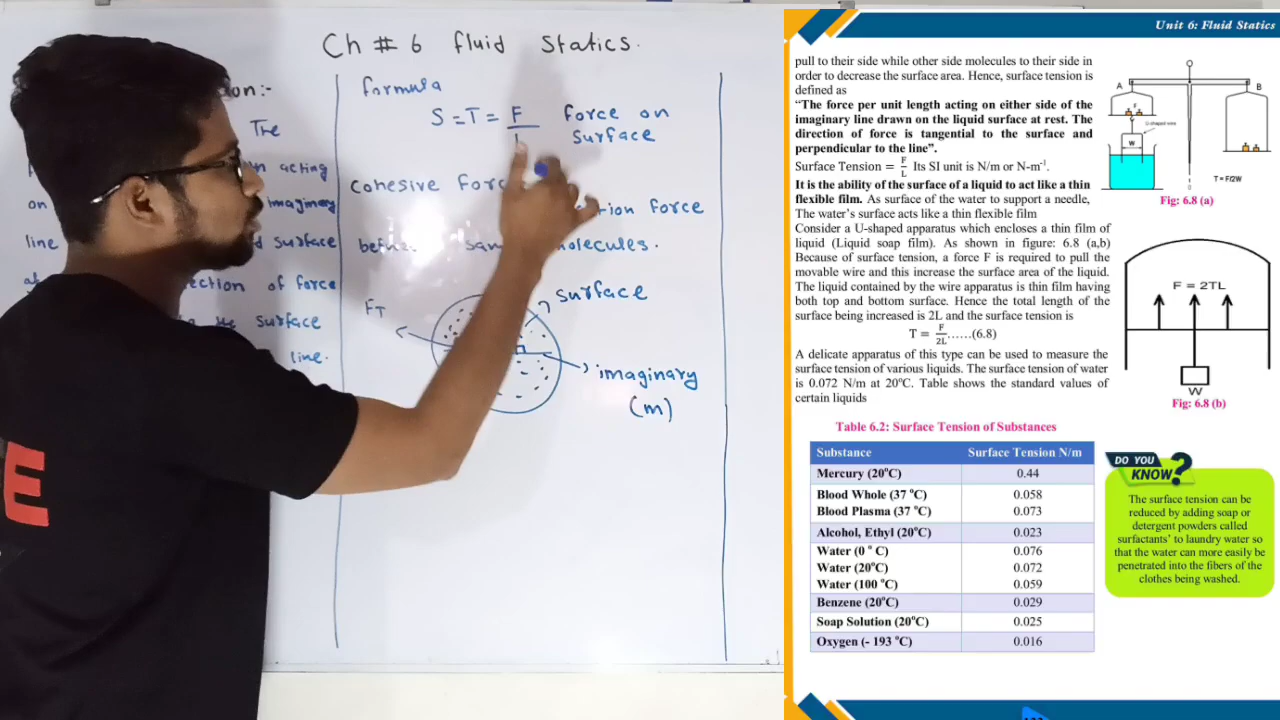 Ch # 6 fluid Statics.
on:-
The
acting
on imaginary
line surface
ection of force
surface
line.
formula
S = T = F force on
surface
Cohesive Forc
tion force
same molecules.
FT
surface
imaginary
(m)
E
Unit 6: Fluid Statics
pull to their side while other side molecules to their side in
order to decrease the surface area. Hence, surface tension is
defined as
“The force per unit length acting on either side of the
imaginary line drawn on the liquid surface at rest. The
direction of force is tangential to the surface and
perpendicular to the line”.
Surface Tension = F/L Its SI unit is N/m or N-m⁻¹.
It is the ability of the surface of a liquid to act like a thin
flexible film. As surface of the water to support a needle,
The water's surface acts like a thin flexible film
Consider a U-shaped apparatus which encloses a thin film of
liquid (Liquid soap film). As shown in figure: 6.8 (a,b)
Because of surface tension, a force F is required to pull the
movable wire and this increase the surface area of the liquid.
The liquid contained by the wire apparatus is thin film having
both top and bottom surface. Hence the total length of the
surface being increased is 2L and the surface tension is
T = F/2L ......(6.8)
A delicate apparatus of this type can be used to measure the
surface tension of various liquids. The surface tension of water
is 0.072 N/m at 20°C. Table shows the standard values of
certain liquids
A B
F
U-shaped wire
W
T = F/2W
Fig: 6.8 (a)
F = 2TL
W
Fig: 6.8 (b)
Table 6.2: Surface Tension of Substances
Substance Surface Tension N/m
Mercury (20°C) 0.44
Blood Whole (37 °C) 0.058
Blood Plasma (37 °C) 0.073
Alcohol, Ethyl (20°C) 0.023
Water (0 ° C) 0.076
Water (20°C) 0.072
Water (100 °C) 0.059
Benzene (20°C) 0.029
Soap Solution (20°C) 0.025
Oxygen (- 193 °C) 0.016
DO YOU
KNOW?
The surface tension can be
reduced by adding soap or
detergent powders called
surfactants’ to laundry water so
that the water can more easily be
penetrated into the fibers of the
clothes being washed.